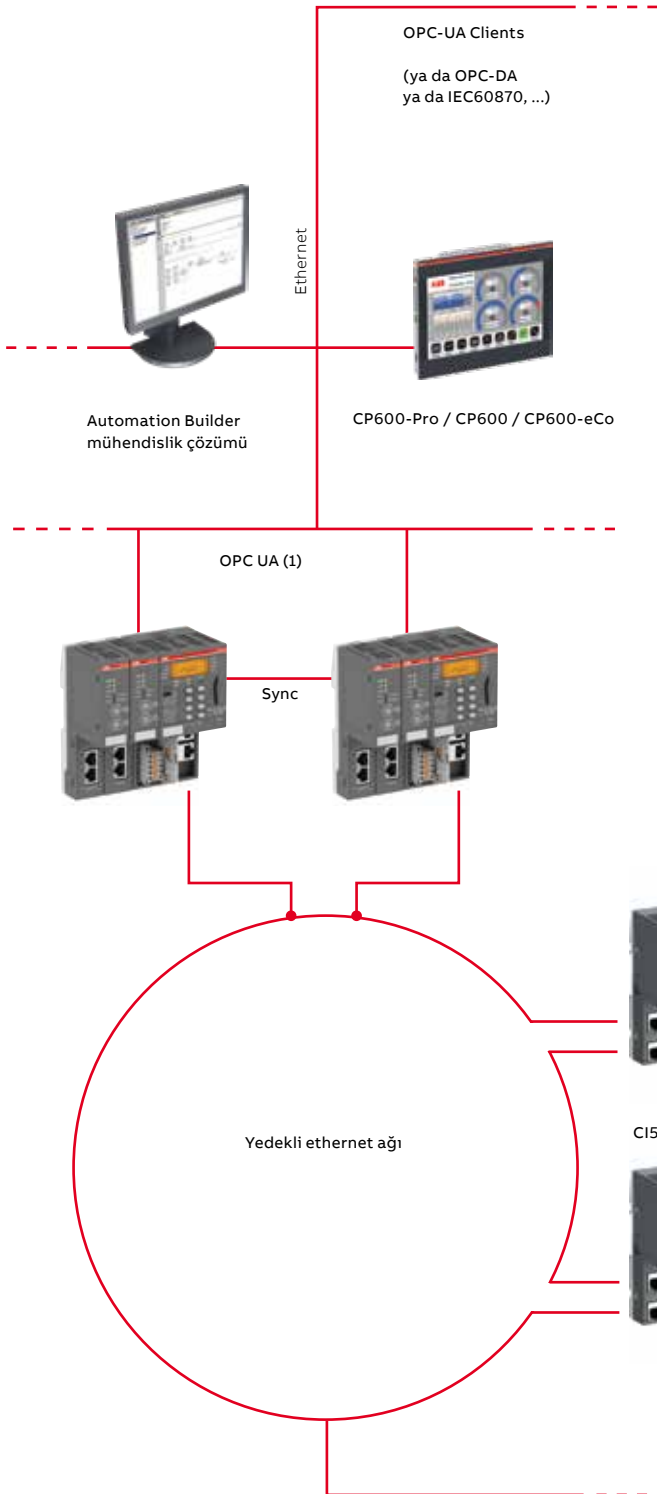 OPC-UA Clients
(ya da OPC-DA
ya da IEC60870, ...)
Ethernet
ABB
Automation Builder
mühendislik çözümü
CP600-Pro / CP600 / CP600-eCo
OPC UA (1)
Sync
Yedekli ethernet ağı
CI5